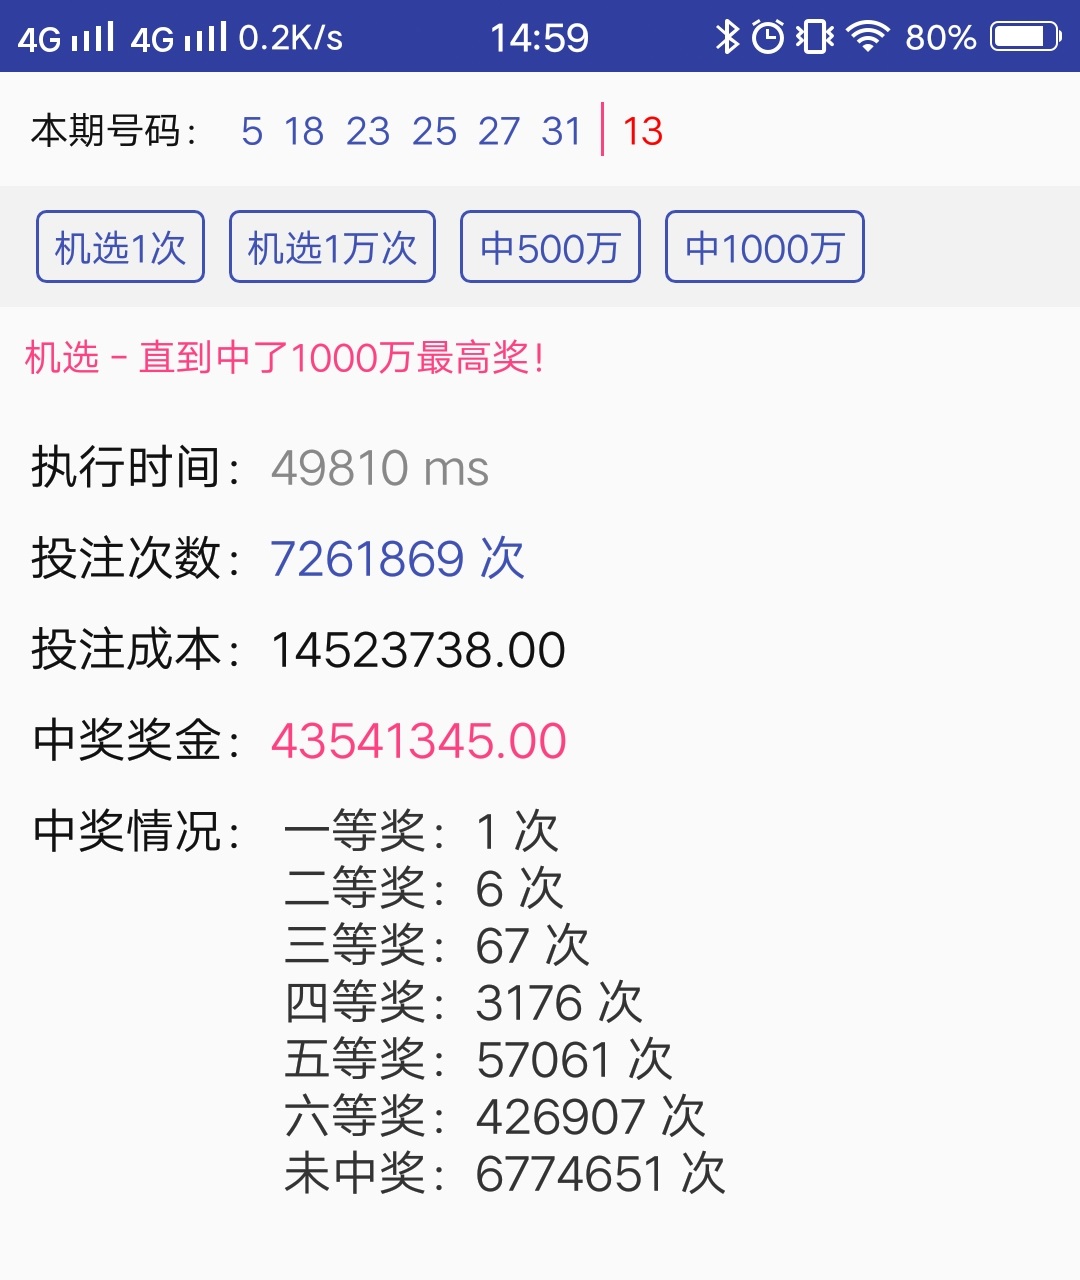 4G 4G 0.2K/s 14:59 80%
本期号码： 5 18 23 25 27 31 | 13
机选1次 机选1万次 中500万 中1000万
机选 - 直到中了1000万最高奖！
执行时间： 49810 ms
投注次数： 7261869 次
投注成本： 14523738.00
中奖奖金： 43541345.00
中奖情况： 一等奖： 1 次
二等奖： 6 次
三等奖： 67 次
四等奖： 3176 次
五等奖： 57061 次
六等奖： 426907 次
未中奖： 6774651 次